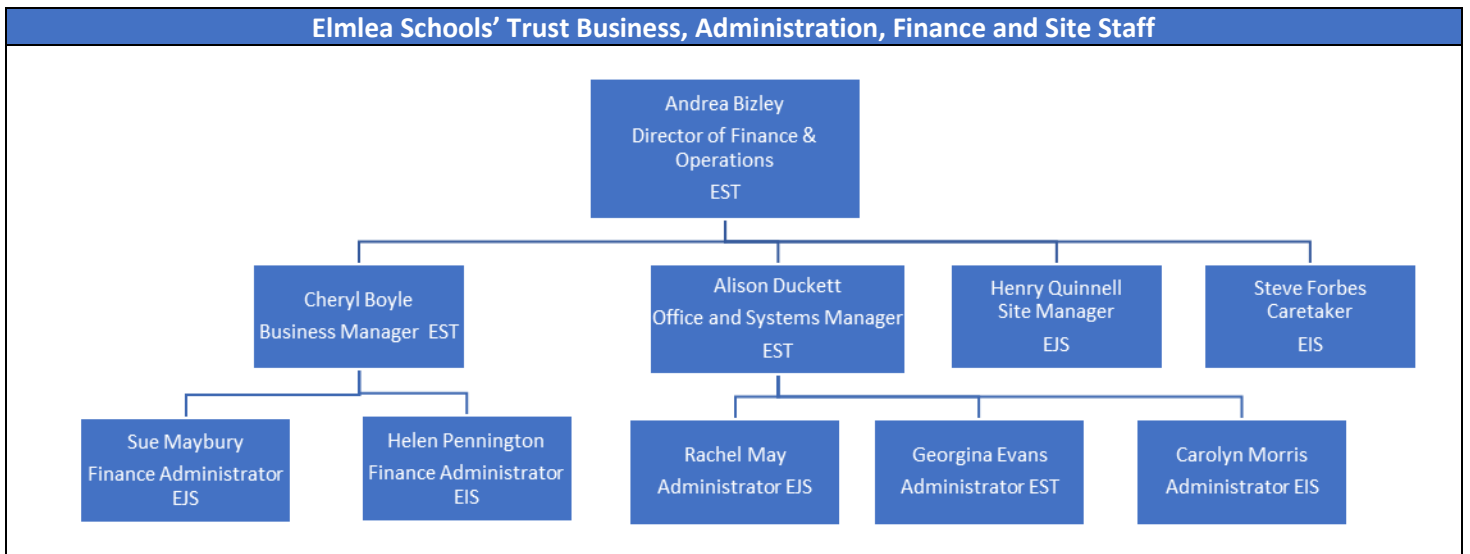 Elmlea Schools’ Trust Business, Administration, Finance and Site Staff
Andrea Bizley
Director of Finance &
Operations
EST
Cheryl Boyle
Business Manager EST
Alison Duckett
Office and Systems Manager
EST
Henry Quinnell
Site Manager
EJS
Steve Forbes
Caretaker
EIS
Sue Maybury
Finance Administrator
EJS
Helen Pennington
Finance Administrator
EIS
Rachel May
Administrator EJS
Georgina Evans
Administrator EST
Carolyn Morris
Administrator EIS